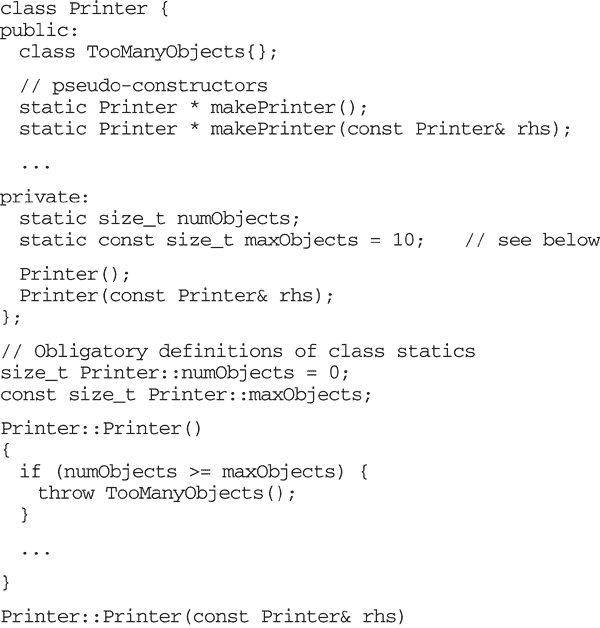 class Printer {
public:
  class TooManyObjects{};
  // pseudo-constructors
  static Printer * makePrinter();
  static Printer * makePrinter(const Printer& rhs);
  ...
private:
  static size_t numObjects;
  static const size_t maxObjects = 10;   // see below
  Printer();
  Printer(const Printer& rhs);
};
// Obligatory definitions of class statics
size_t Printer::numObjects = 0;
const size_t Printer::maxObjects;
Printer::Printer()
{
  if (numObjects >= maxObjects) {
    throw TooManyObjects();
  }
  ...
}
Printer::Printer(const Printer& rhs)